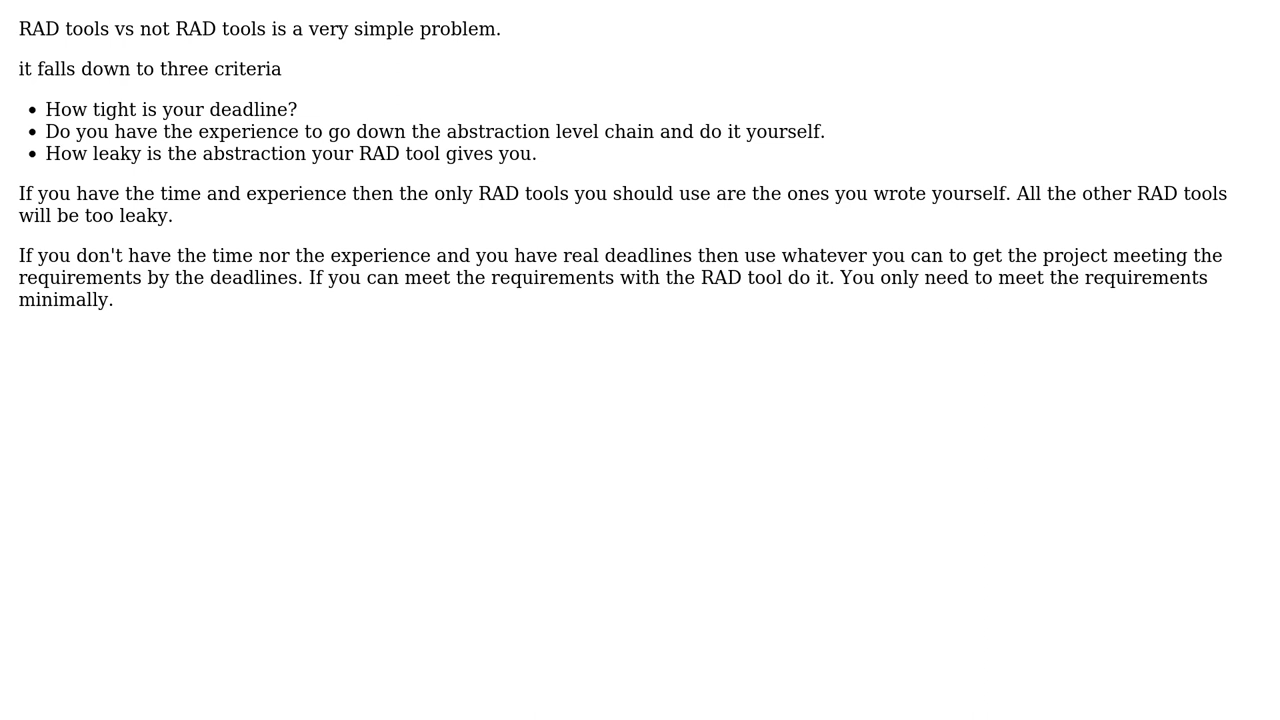 RAD tools vs not RAD tools is a very simple problem.
it falls down to three criteria
• How tight is your deadline?
• Do you have the experience to go down the abstraction level chain and do it yourself.
• How leaky is the abstraction your RAD tool gives you.
If you have the time and experience then the only RAD tools you should use are the ones you wrote yourself. All the other RAD tools
will be too leaky.
If you don't have the time nor the experience and you have real deadlines then use whatever you can to get the project meeting the
requirements by the deadlines. If you can meet the requirements with the RAD tool do it. You only need to meet the requirements
minimally.